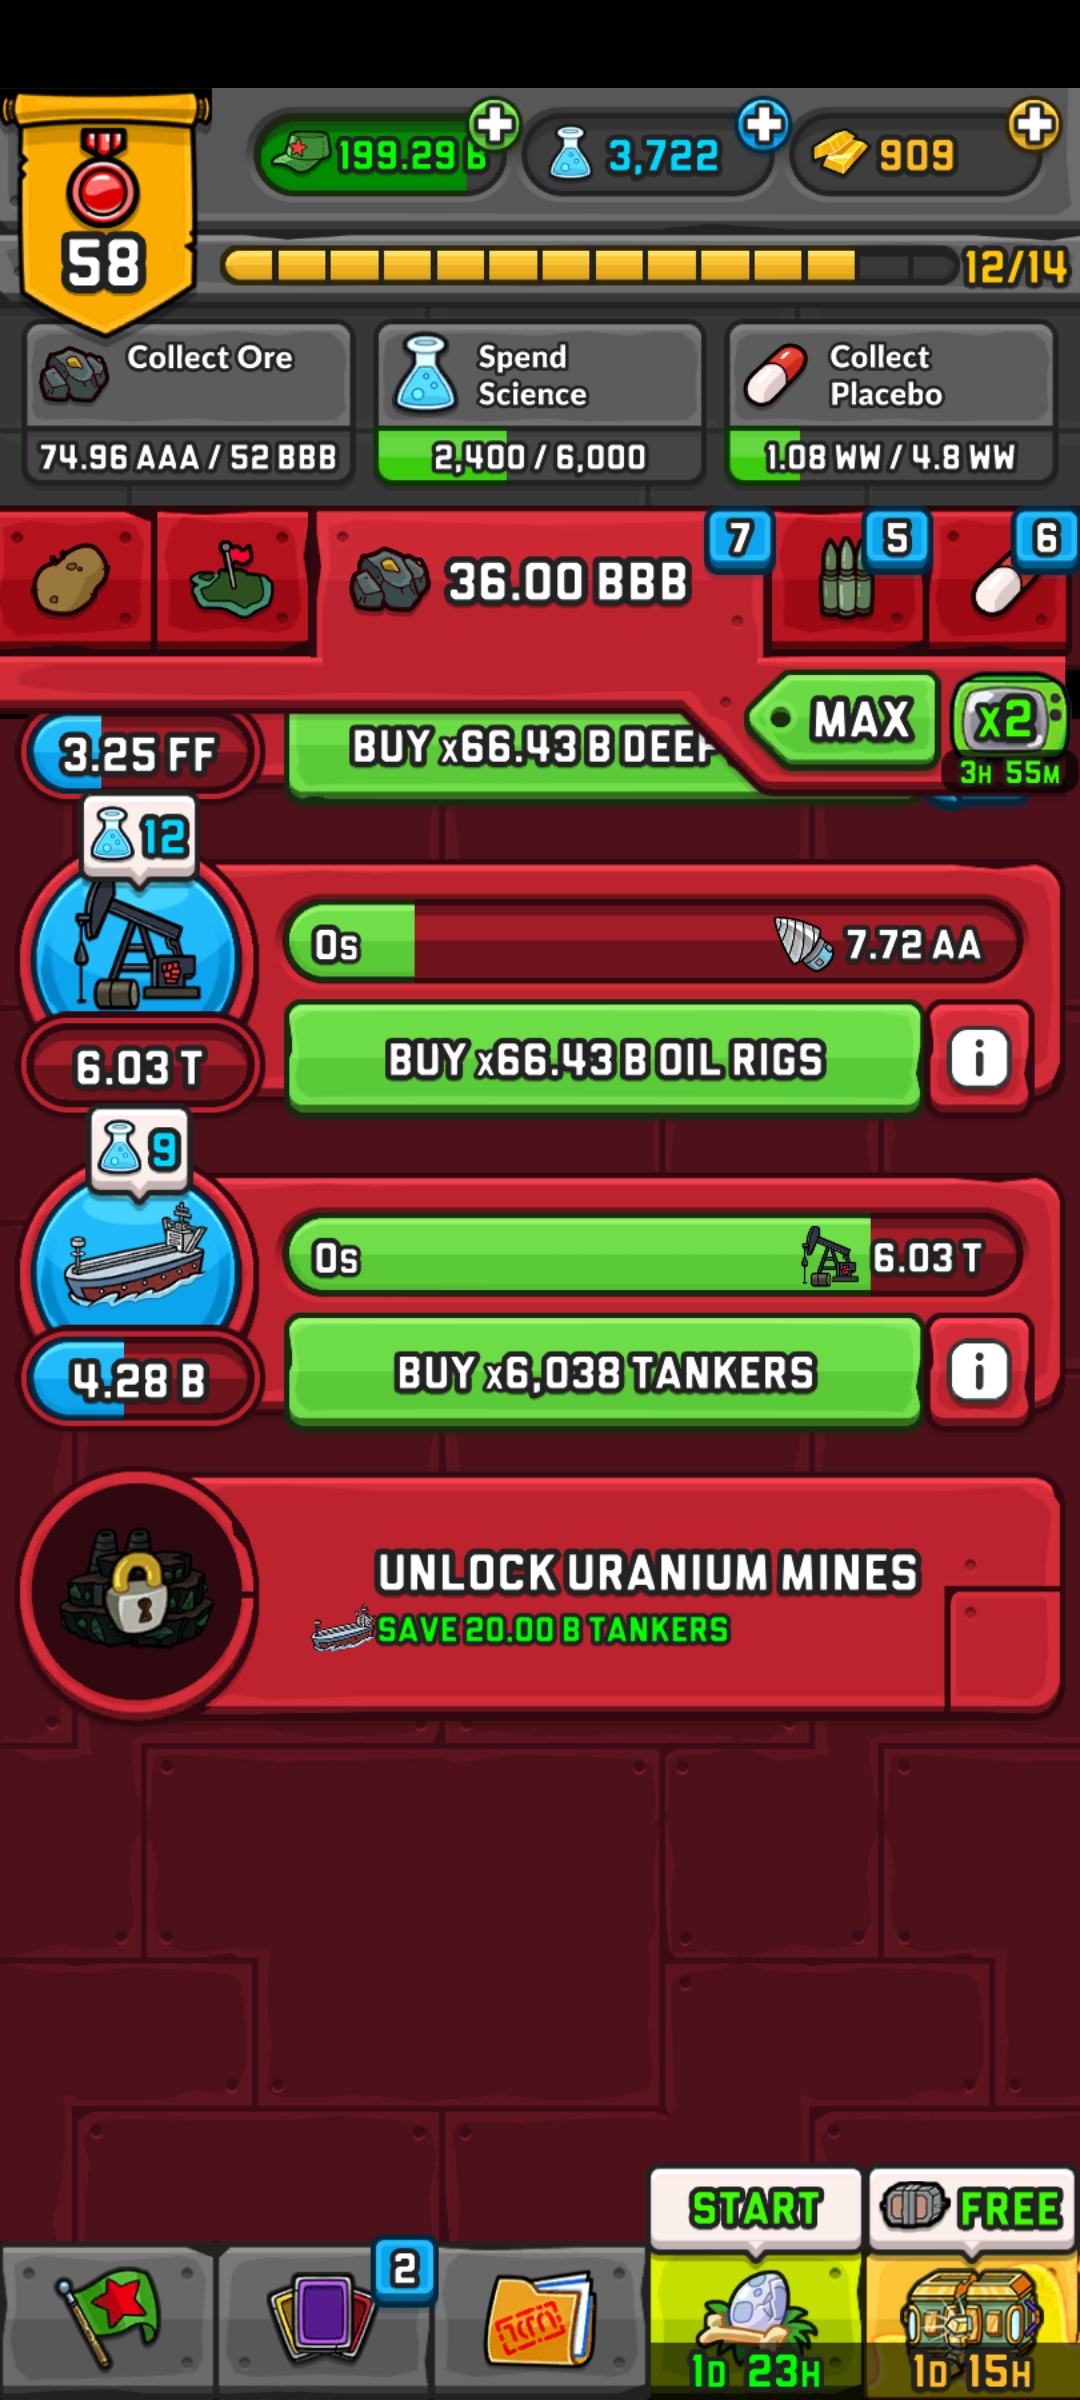 58
199.29 B
3,722
909
12/14
Collect Ore
74.96 AAA / 52 BBB
Spend
Science
2,400 / 6,000
Collect
Placebo
1.08 WW / 4.8 WW
36.00 BBB
7
5
6
MAX
x2
3H 55M
3.25 FF
BUY x66.43 B DEEP
12
0s
7.72 AA
6.03 T
BUY x66.43 B OIL RIGS
i
9
0s
6.03 T
4.28 B
BUY x6,038 TANKERS
i
UNLOCK URANIUM MINES
SAVE 20.00 B TANKERS
START
FREE
2
1D 23H
1D 15H